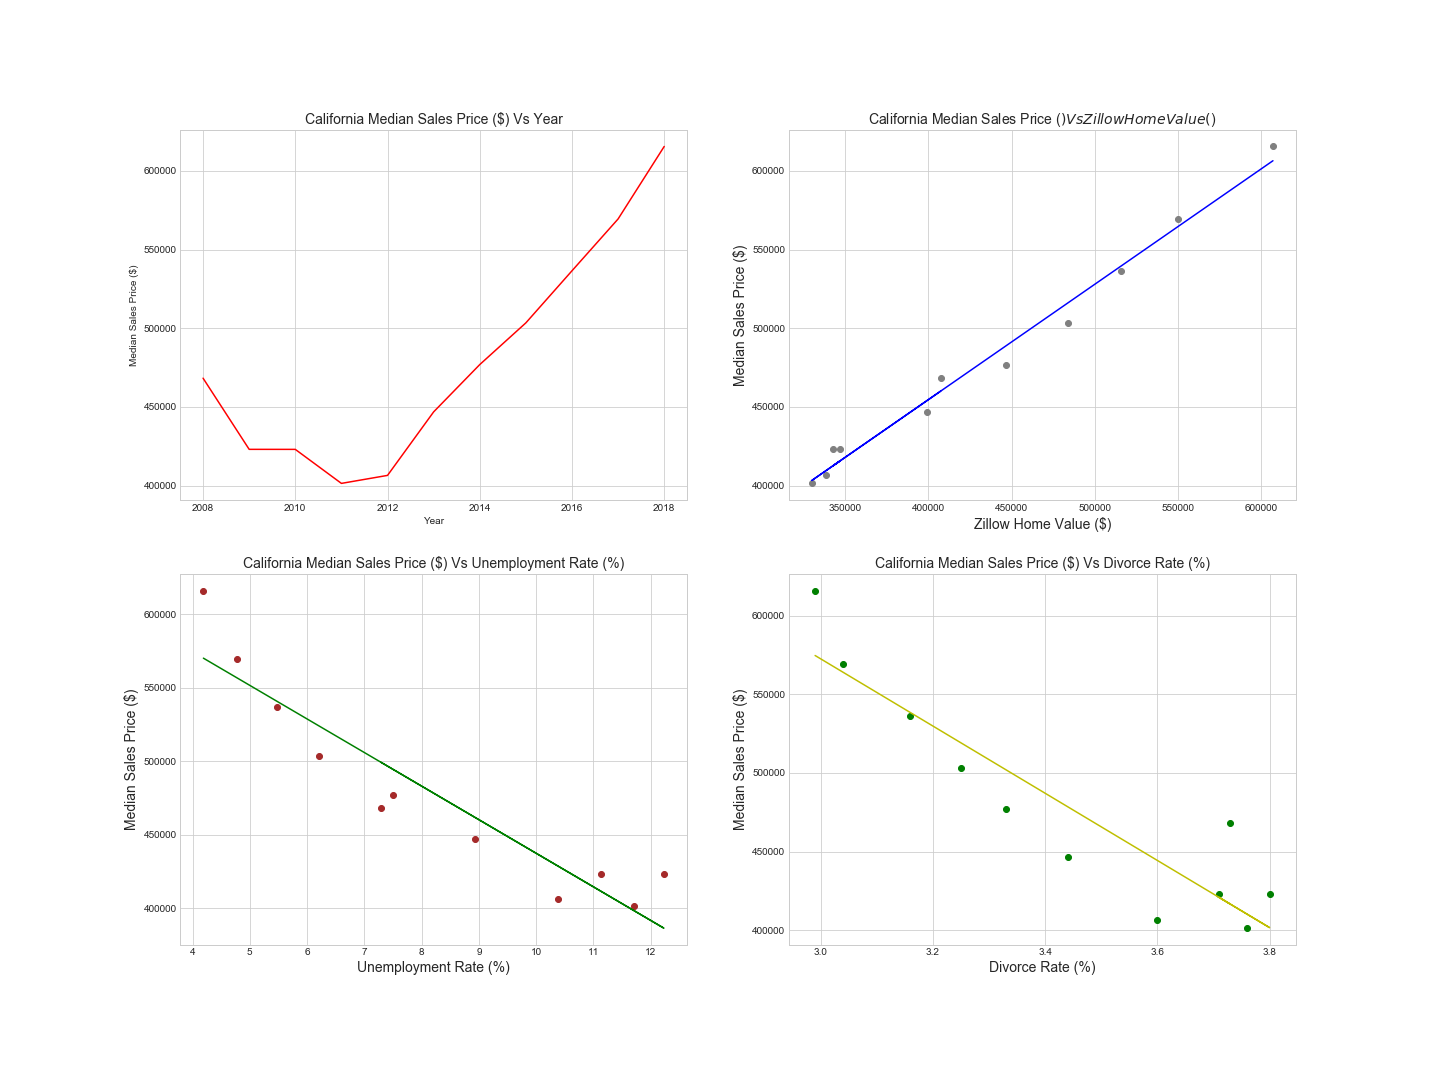 California Median Sales Price ($) Vs Year
600000
550000
500000
450000
400000
Median Sales Price ($)
2008 2010 2012 2014 2016 2018
Year
California Median Sales Price ()VsZillowHomeValue()
600000
550000
500000
450000
400000
Median Sales Price ($)
350000 400000 450000 500000 550000 600000
Zillow Home Value ($)
California Median Sales Price ($) Vs Unemployment Rate (%)
600000
550000
500000
450000
400000
Median Sales Price ($)
4 5 6 7 8 9 10 11 12
Unemployment Rate (%)
California Median Sales Price ($) Vs Divorce Rate (%)
600000
550000
500000
450000
400000
Median Sales Price ($)
3.0 3.2 3.4 3.6 3.8
Divorce Rate (%)